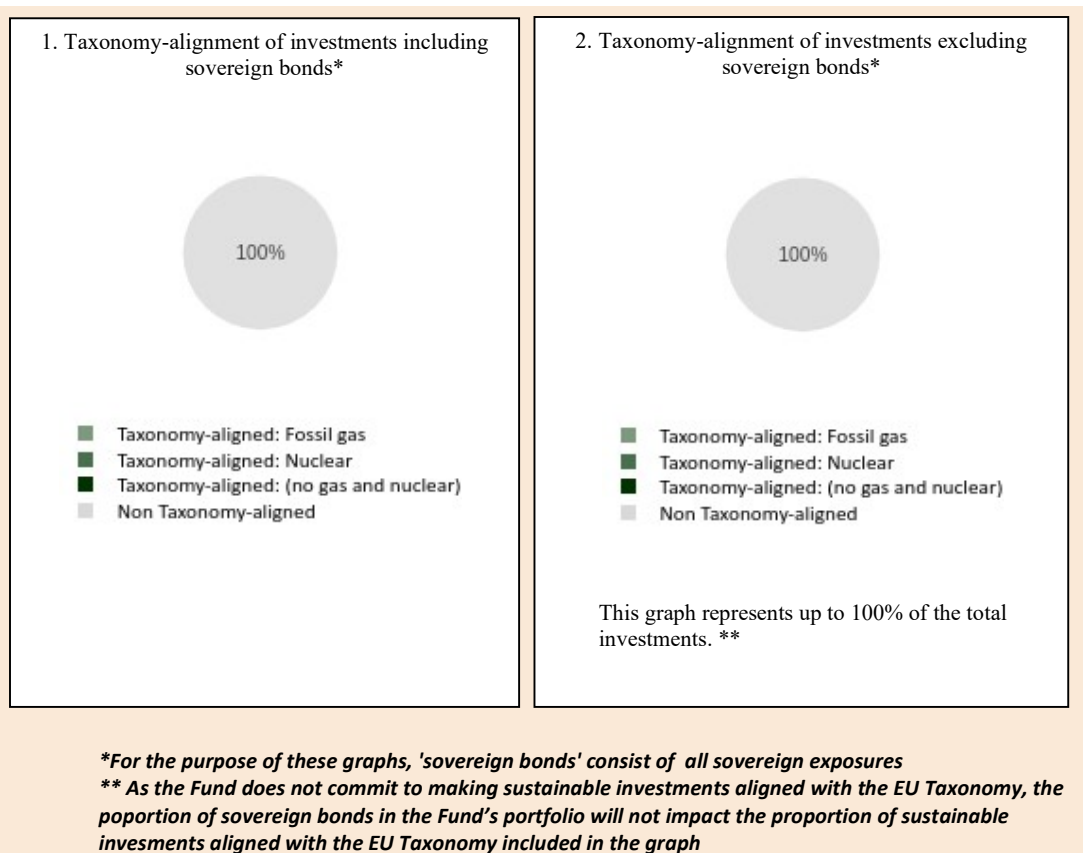 1. Taxonomy-alignment of investments including
sovereign bonds*
100%
Taxonomy-aligned: Fossil gas
Taxonomy-aligned: Nuclear
Taxonomy-aligned: (no gas and nuclear)
Non Taxonomy-aligned
2. Taxonomy-alignment of investments excluding
sovereign bonds*
100%
Taxonomy-aligned: Fossil gas
Taxonomy-aligned: Nuclear
Taxonomy-aligned: (no gas and nuclear)
Non Taxonomy-aligned
This graph represents up to 100% of the total
investments. **
*For the purpose of these graphs, 'sovereign bonds' consist of all sovereign exposures
** As the Fund does not commit to making sustainable investments aligned with the EU Taxonomy, the
poportion of sovereign bonds in the Fund’s portfolio will not impact the proportion of sustainable
invesments aligned with the EU Taxonomy included in the graph